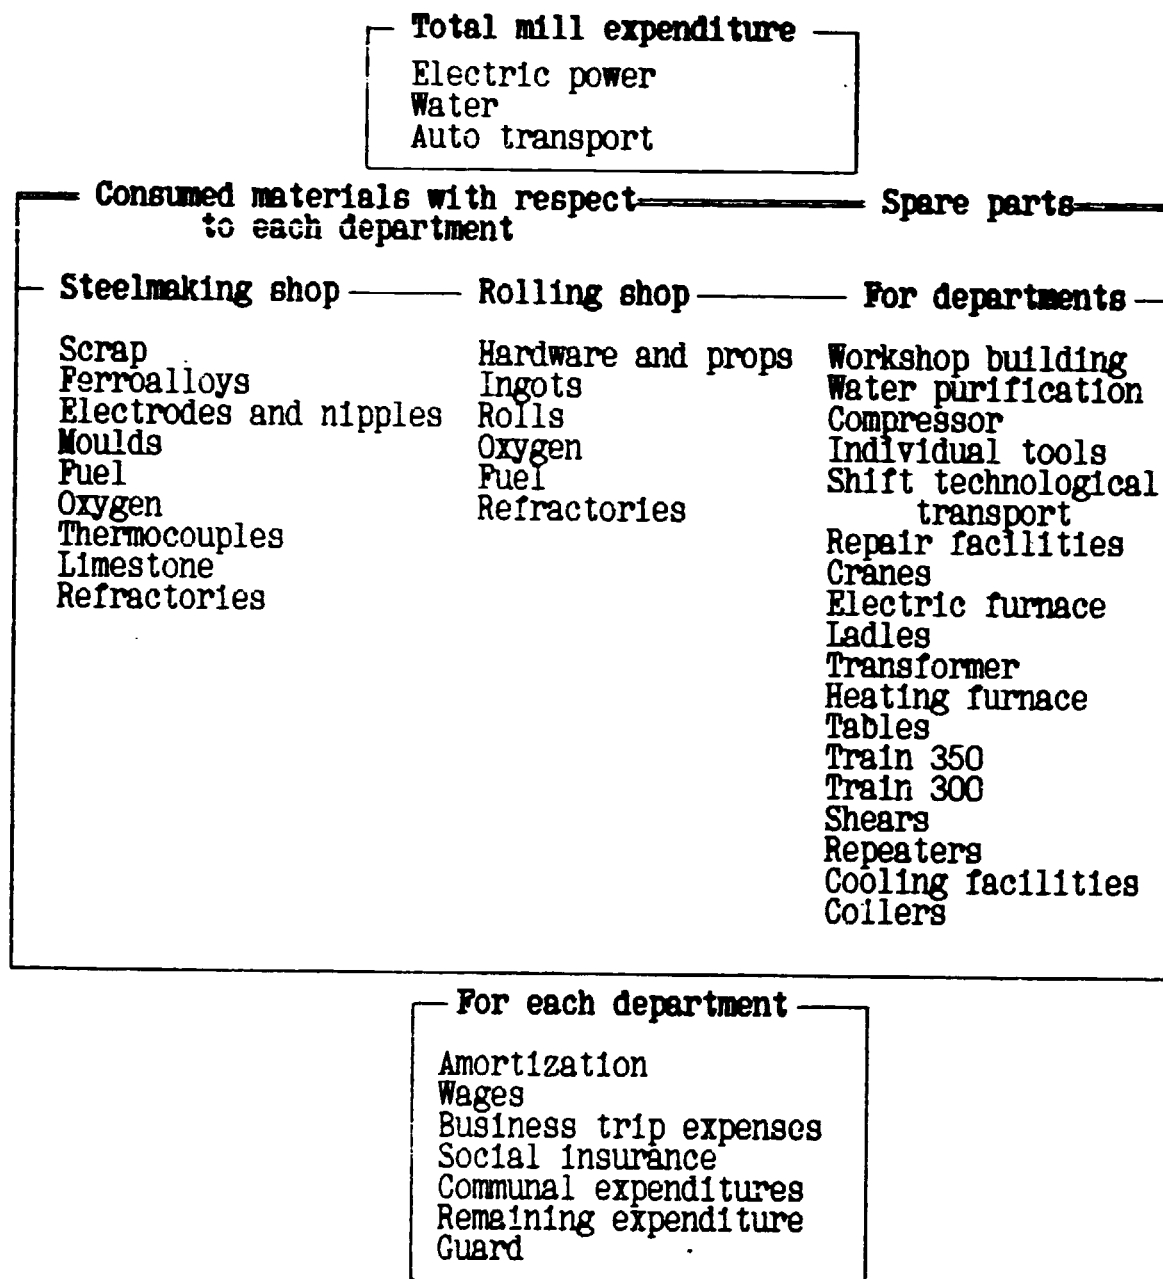 Total mill expenditure
Electric power
Water
Auto transport
Consumed materials with respect
to each department
Spare parts
Steelmaking shop
Scrap
Ferroalloys
Electrodes and nipples
Moulds
Fuel
Oxygen
Thermocouples
Limestone
Refractories
Rolling shop
Hardware and props
Ingots
Rolls
Oxygen
Fuel
Refractories
For departments
Workshop building
Water purification
Compressor
Individual tools
Shift technological
transport
Repair facilities
Cranes
Electric furnace
Ladles
Transformer
Heating furnace
Tables
Train 350
Train 300
Shears
Repeaters
Cooling facilities
Coilers
For each department
Amortization
Wages
Business trip expenses
Social insurance
Communal expenditures
Remaining expenditure
Guard